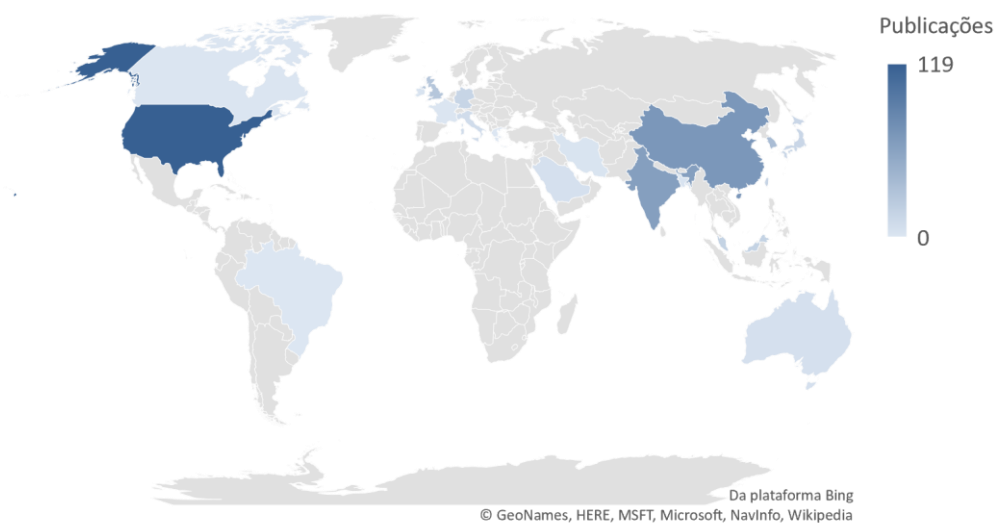 Publicações
119
0
Da plataforma Bing
© GeoNames, HERE, MSFT, Microsoft, NavInfo, Wikipedia